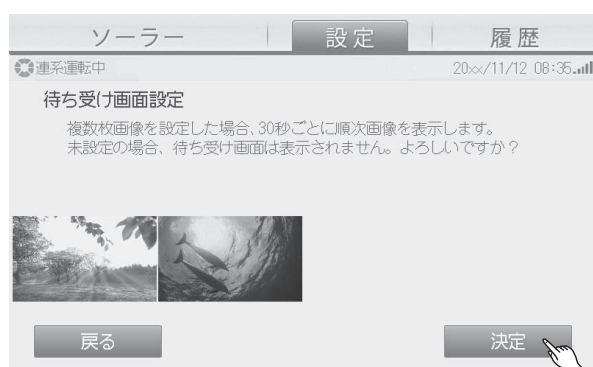 ソーラー 設定 履歴
連系運転中 20××/11/12 08:35
待ち受け画面設定
複数枚画像を設定した場合、30秒ごとに順次画像を表示します。
未設定の場合、待ち受け画面は表示されません。よろしいですか？
戻る 決定